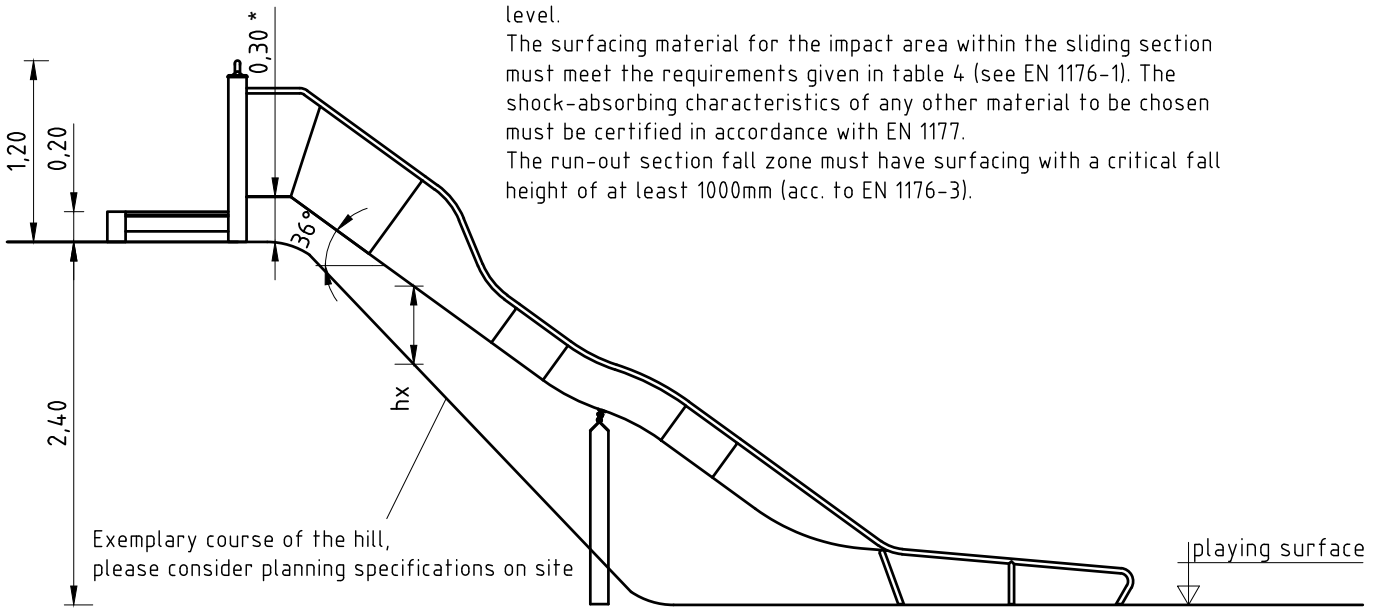 level.
The surfacing material for the impact area within the sliding section
must meet the requirements given in table 4 (see EN 1176-1). The
shock-absorbing characteristics of any other material to be chosen
must be certified in accordance with EN 1177.
The run-out section fall zone must have surfacing with a critical fall
height of at least 1000mm (acc. to EN 1176-3).
0,30 *
1,20
0,20
36°
hx
2,40
Exemplary course of the hill,
please consider planning specifications on site
playing surface